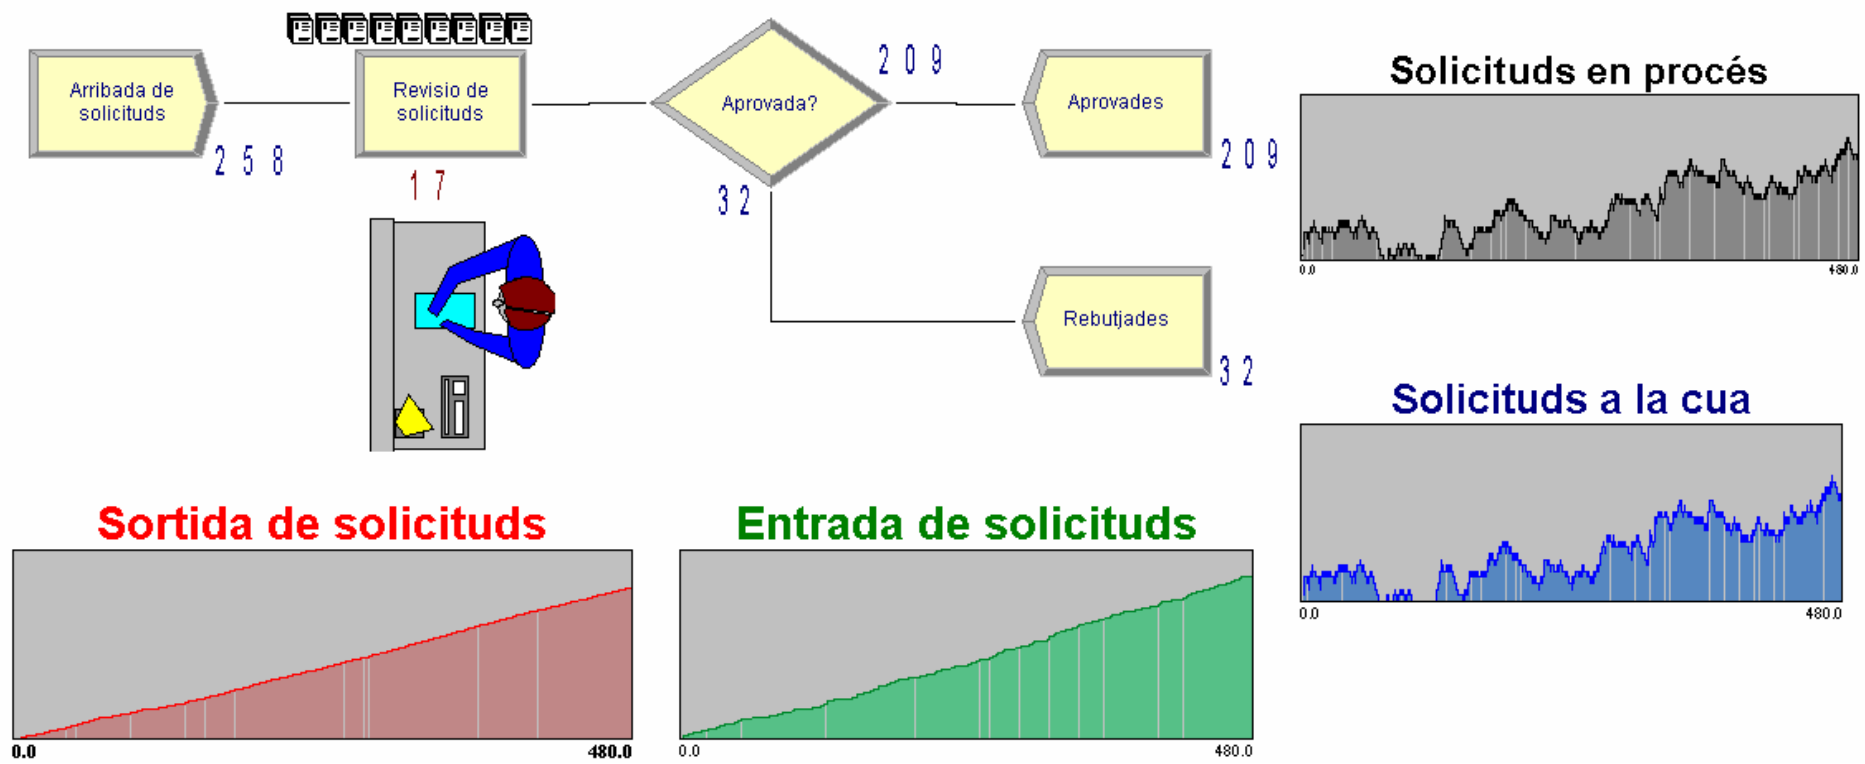 Arribada de
solicituds
258
Revisio de
solicituds
17
Aprovada?
209
32
Aprovades
209
Rebutjades
32
Solicituds en procés
0.0
480.0
Solicituds a la cua
0.0
480.0
Sortida de solicituds
0.0
480.0
Entrada de solicituds
0.0
480.0